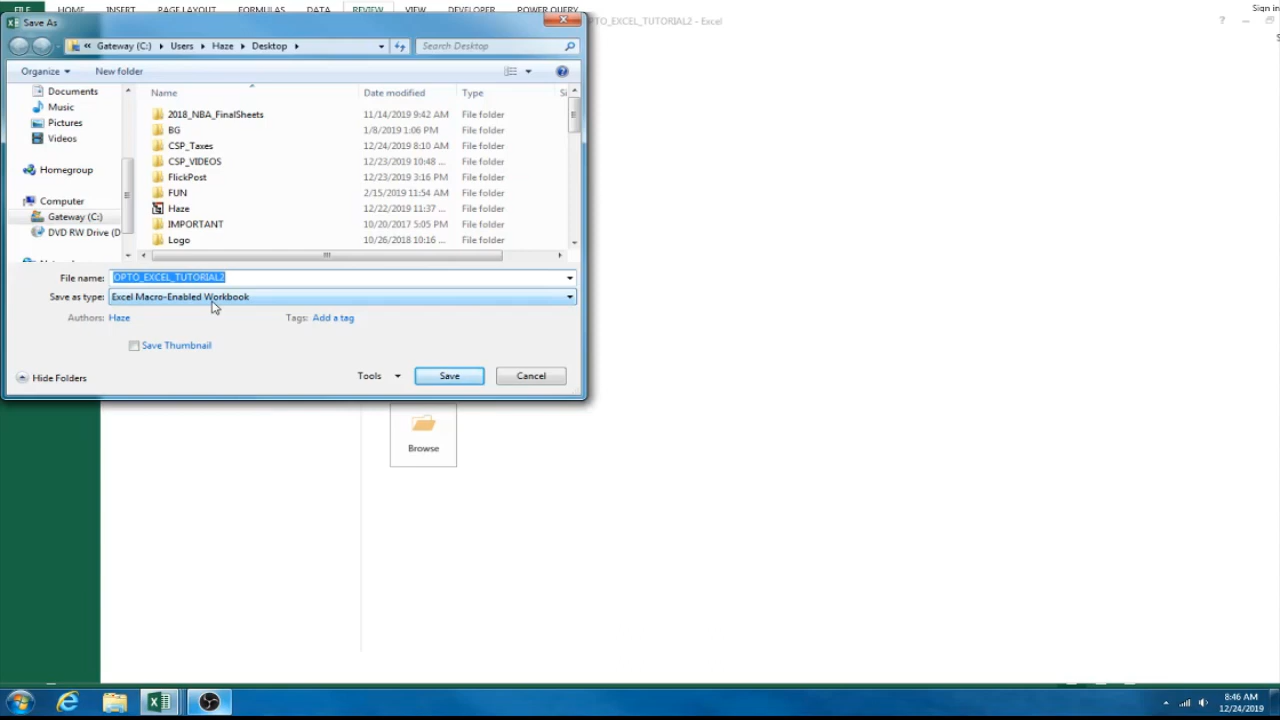 FILE HOME INSERT PAGE LAYOUT FORMULAS DATA REVIEW VIEW DEVELOPER POWER QUERY Sign in
Save As
OPTO_EXCEL_TUTORIAL2 - Excel
?
« Gateway (C:) Users Haze Desktop
Search Desktop
Organize
New folder
Name Date modified Type Si
Documents
Music
Pictures
Videos
Homegroup
Computer
Gateway (C:)
DVD RW Drive (D
2018_NBA_FinalSheets 11/14/2019 9:42 AM File folder
BG 1/8/2019 1:06 PM File folder
CSP_Taxes 12/24/2019 8:10 AM File folder
CSP_VIDEOS 12/23/2019 10:48 ... File folder
FlickPost 12/23/2019 3:16 PM File folder
FUN 2/15/2019 11:54 AM File folder
Haze 12/22/2019 11:37 ... File folder
IMPORTANT 10/20/2017 5:05 PM File folder
Logo 10/26/2018 10:16 ... File folder
File name: OPTO_EXCEL_TUTORIAL2
Save as type: Excel Macro-Enabled Workbook
Authors: Haze Tags: Add a tag
Save Thumbnail
Hide Folders
Tools
Save
Cancel
Browse
8:46 AM
12/24/2019